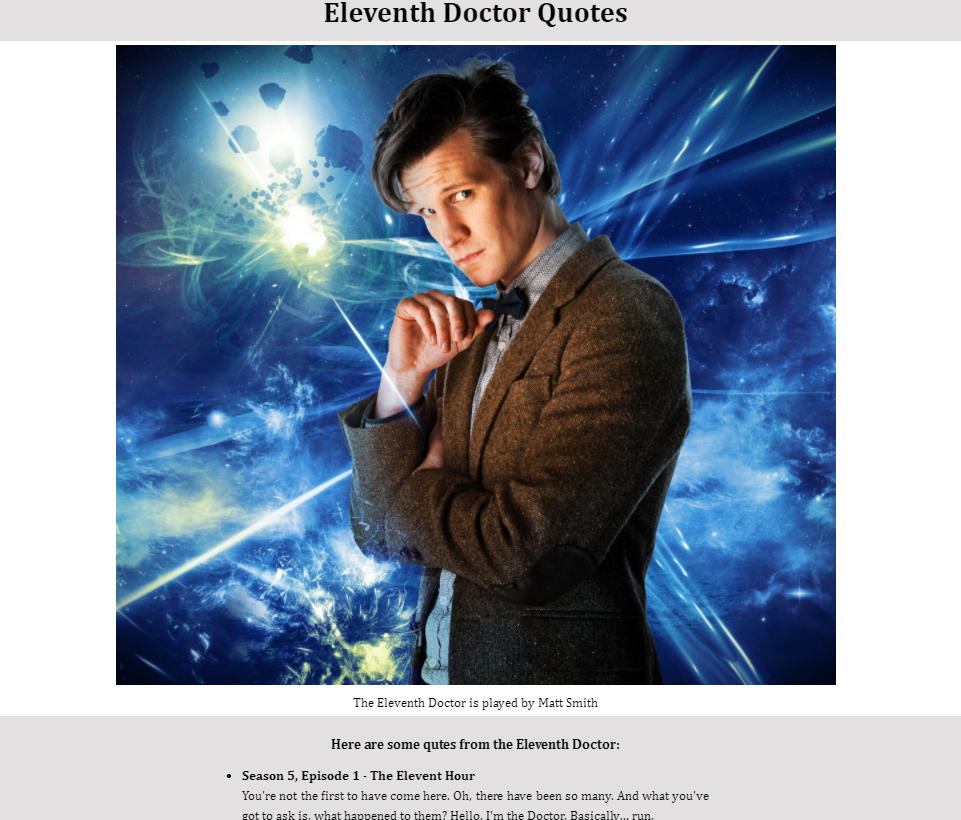 Eleventh Doctor Quotes
The Eleventh Doctor is played by Matt Smith
Here are some qutes from the Eleventh Doctor:
• Season 5, Episode 1 - The Elevent Hour
You're not the first to have come here. Oh, there have been so many. And what you've
got to ask is, what happened to them? Hello. I'm the Doctor. Basically... run.